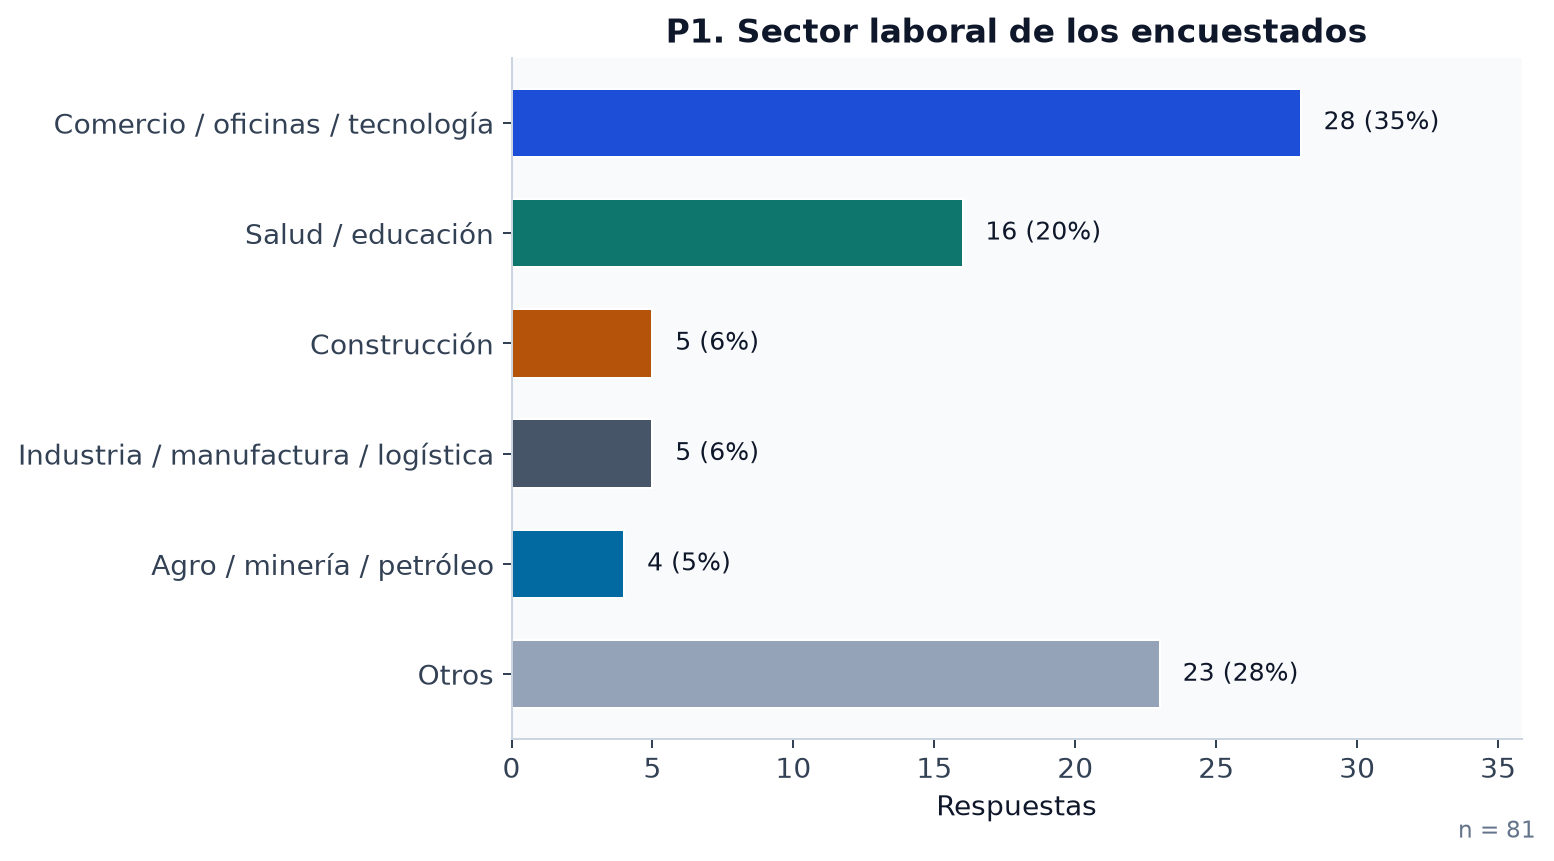 P1. Sector laboral de los encuestados
Comercio / oficinas / tecnología
28 (35%)
Salud / educación
16 (20%)
Construcción
5 (6%)
Industria / manufactura / logística
5 (6%)
Agro / minería / petróleo
4 (5%)
Otros
23 (28%)
0 5 10 15 20 25 30 35
Respuestas
n = 81